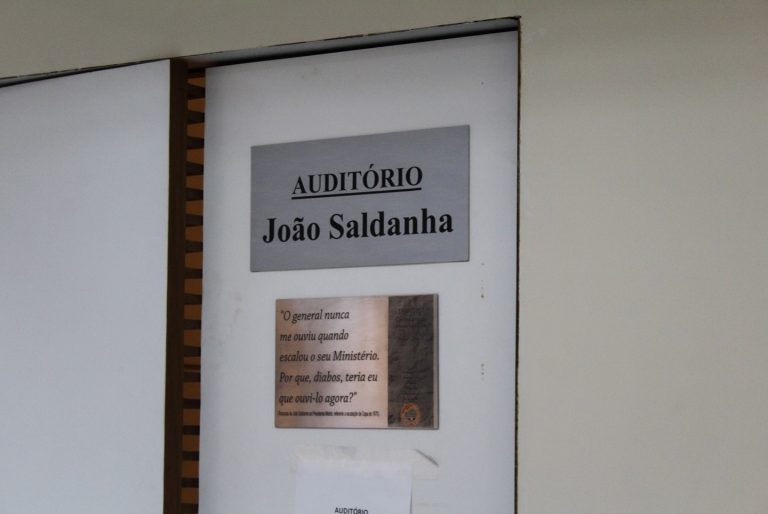 AUDITÓRIO
João Saldanha
"O general nunca
me ouviu quando
escalou o seu Ministério.
Por que, diabos, teria eu
que ouvi-lo agora?"
AUDITÓRIO